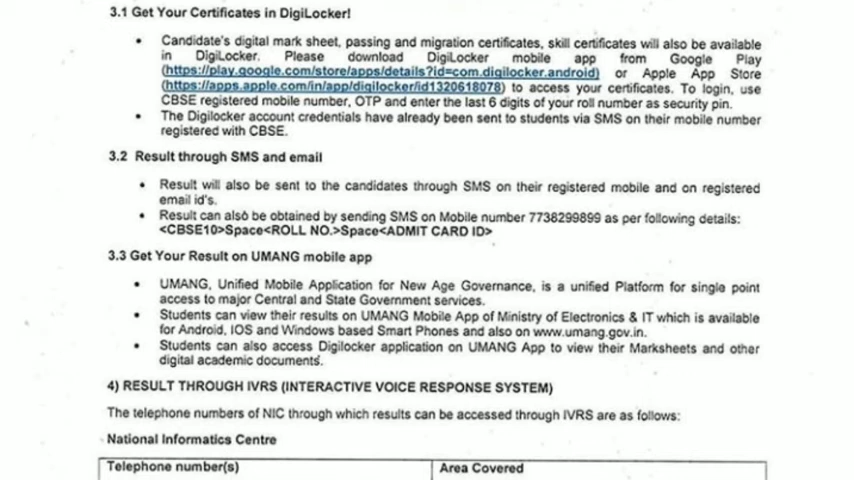 3.1 Get Your Certificates in DigiLocker!
• Candidate's digital mark sheet, passing and migration certificates, skill certificates will also be available
in DigiLocker. Please download DigiLocker mobile app from Google Play
(https://play.google.com/store/apps/details?id=com.digilocker.android) or Apple App Store
(https://apps.apple.com/in/app/digilocker/id1320618078) to access your certificates. To login, use
CBSE registered mobile number, OTP and enter the last 6 digits of your roll number as security pin.
• The Digilocker account credentials have already been sent to students via SMS on their mobile number
registered with CBSE.
3.2 Result through SMS and email
• Result will also be sent to the candidates through SMS on their registered mobile and on registered
email id's.
• Result can also be obtained by sending SMS on Mobile number 7738299899 as per following details:
<CBSE10>Space<ROLL NO.>Space<ADMIT CARD ID>
3.3 Get Your Result on UMANG mobile app
• UMANG, Unified Mobile Application for New Age Governance, is a unified Platform for single point
access to major Central and State Government services.
• Students can view their results on UMANG Mobile App of Ministry of Electronics & IT which is available
for Android, IOS and Windows based Smart Phones and also on www.umang.gov.in.
• Students can also access Digilocker application on UMANG App to view their Marksheets and other
digital academic documents.
4) RESULT THROUGH IVRS (INTERACTIVE VOICE RESPONSE SYSTEM)
The telephone numbers of NIC through which results can be accessed through IVRS are as follows:
National Informatics Centre
Telephone number(s) Area Covered